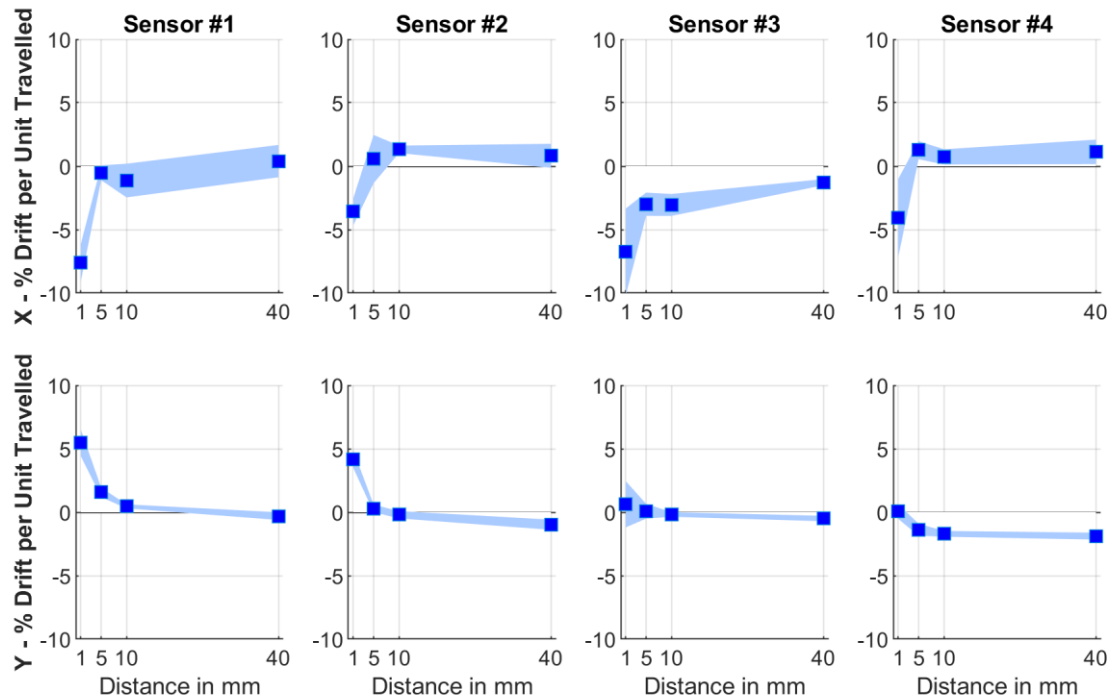 Sensor #1 Sensor #2 Sensor #3 Sensor #4
X - % Drift per Unit Travelled
10 10 10 10
5 5 5 5
0 0 0 0
-5 -5 -5 -5
-10 -10 -10 -10
1 5 10 40 1 5 10 40 1 5 10 40 1 5 10 40
Y - % Drift per Unit Travelled
10 10 10 10
5 5 5 5
0 0 0 0
-5 -5 -5 -5
-10 -10 -10 -10
1 5 10 40 1 5 10 40 1 5 10 40 1 5 10 40
Distance in mm Distance in mm Distance in mm Distance in mm